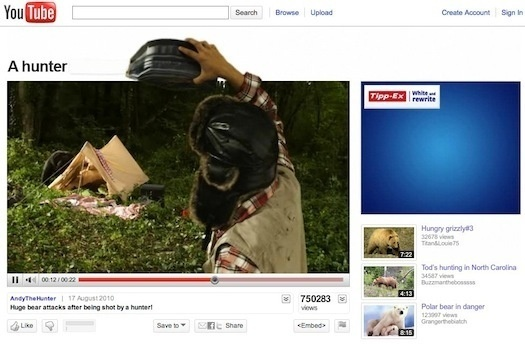 YouTube
Search
Browse
Upload
Create Account
Sign In
A hunter
Tipp-Ex
White and rewrite
00:12 / 00:22
AndyTheHunter | 17 August 2010
Huge bear attacks after being shot by a hunter!
750283
views
Like
Save to
Share
<Embed>
Hungry grizzly#3
32678 views
Titan&Louie75
7:22
Tod's hunting in North Carolina
34587 views
Buzzmanthebosssss
4:13
Polar bear in danger
123997 views
Grangerthebiatch
8:15